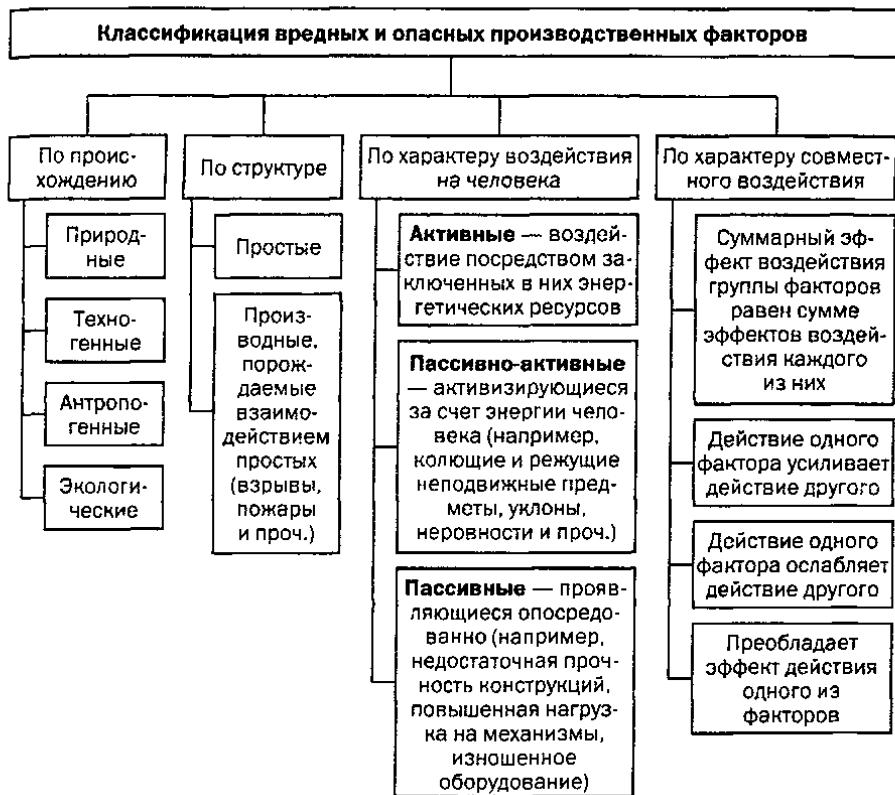 Классификация вредных и опасных производственных факторов
По проис-
хождению
Природ-
ные
Техно-
генные
Антропо-
генные
Экологи-
ческие
По структуре
Простые
Произ-
водные,
порож-
даемые
взаимо-
действием
простых
(взрывы,
пожары
и проч.)
По характеру воздействия
на человека
Активные — воздей-
ствие посредством за-
ключенных в них энер-
гетических ресурсов
Пассивно-активные
— активизирующиеся
за счет энергии чело-
века (например,
колющие и режущие
неподвижные пред-
меты, уклоны,
неровности и проч.)
Пассивные — прояв-
ляющиеся опосредо-
ванно (например,
недостаточная проч-
ность конструкций,
повышенная нагруз-
ка на механизмы,
изношенное
оборудование)
По характеру совмест-
ного воздействия
Суммарный эф-
фект воздействия
группы факторов
равен сумме
эффектов воздей-
ствия каждого
из них
Действие одного
фактора усиливает
действие другого
Действие одного
фактора ослабляет
действие другого
Преобладает
эффект действия
одного из
факторов